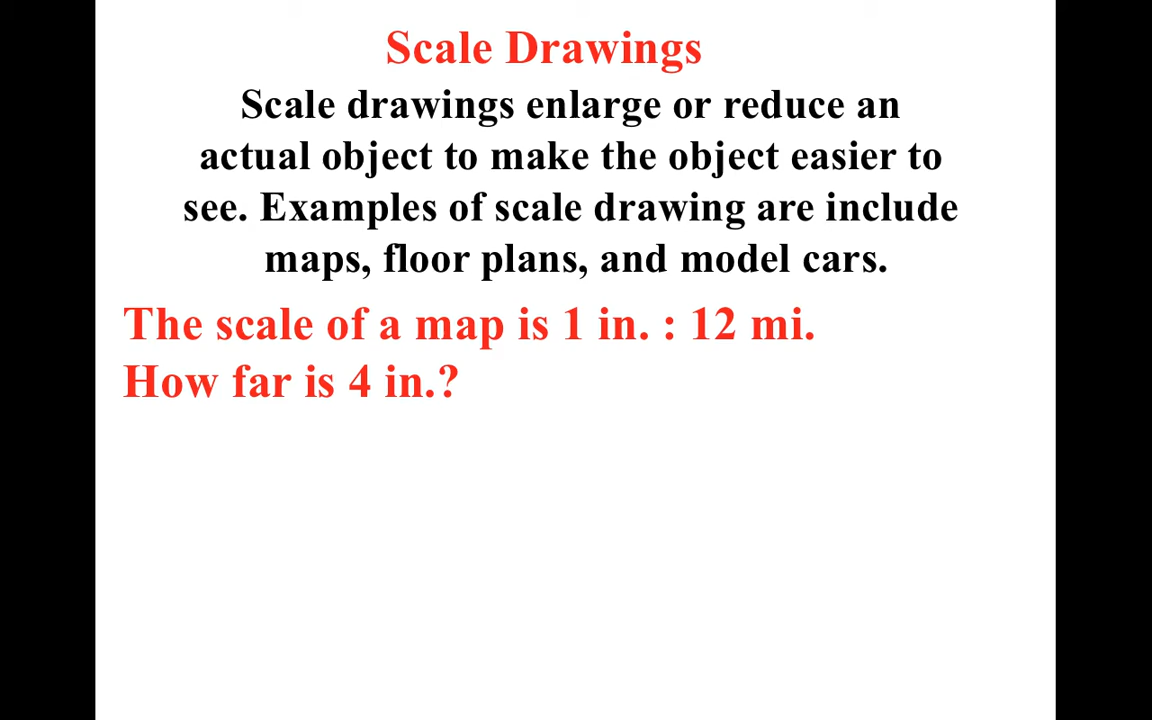 Scale Drawings
Scale drawings enlarge or reduce an
actual object to make the object easier to
see. Examples of scale drawing are include
maps, floor plans, and model cars.
The scale of a map is 1 in. : 12 mi.
How far is 4 in.?